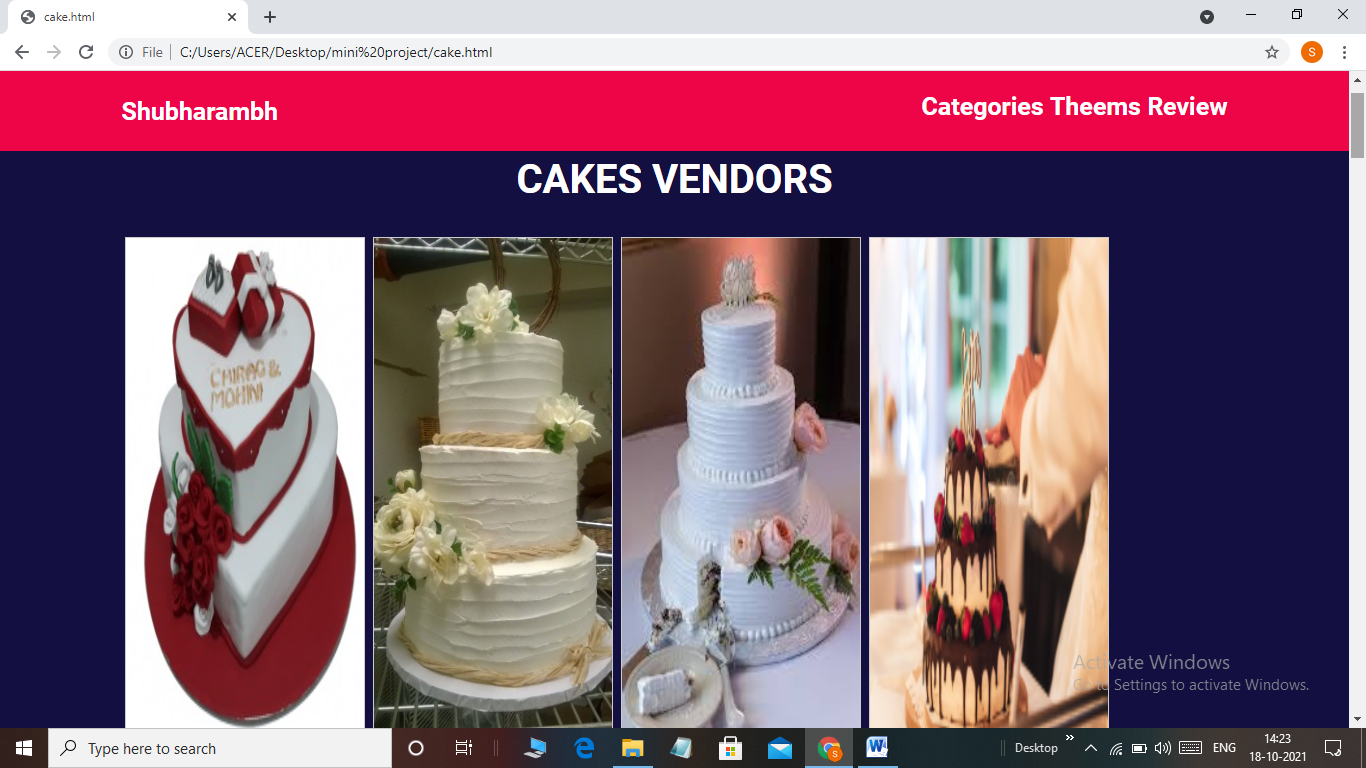 cake.html
File
C:/Users/ACER/Desktop/mini%20project/cake.html
S
Shubharambh
Categories Theems Review
CAKES VENDORS
CHIRAG &
MOHINI
Activate Windows
Go to Settings to activate Windows.
Type here to search
Desktop
ENG
14:23
18-10-2021